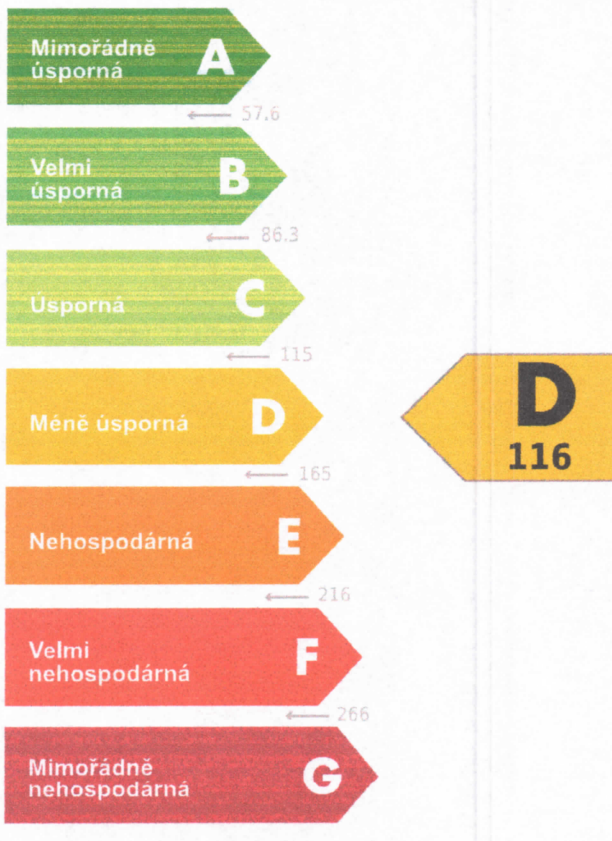 Mimořádně
úsporná
A
57.6
Velmi
úsporná
B
86.3
Úsporná
C
115
Méně úsporná
D
165
D
116
Nehospodárná
E
216
Velmi
nehospodárná
F
266
Mimořádně
nehospodárná
G